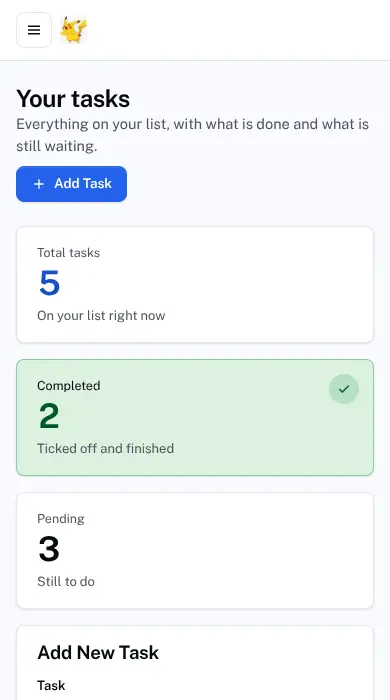 Your tasks
Everything on your list, with what is done and what is
still waiting.
+ Add Task
Total tasks
5
On your list right now
Completed
2
Ticked off and finished
Pending
3
Still to do
Add New Task
Task